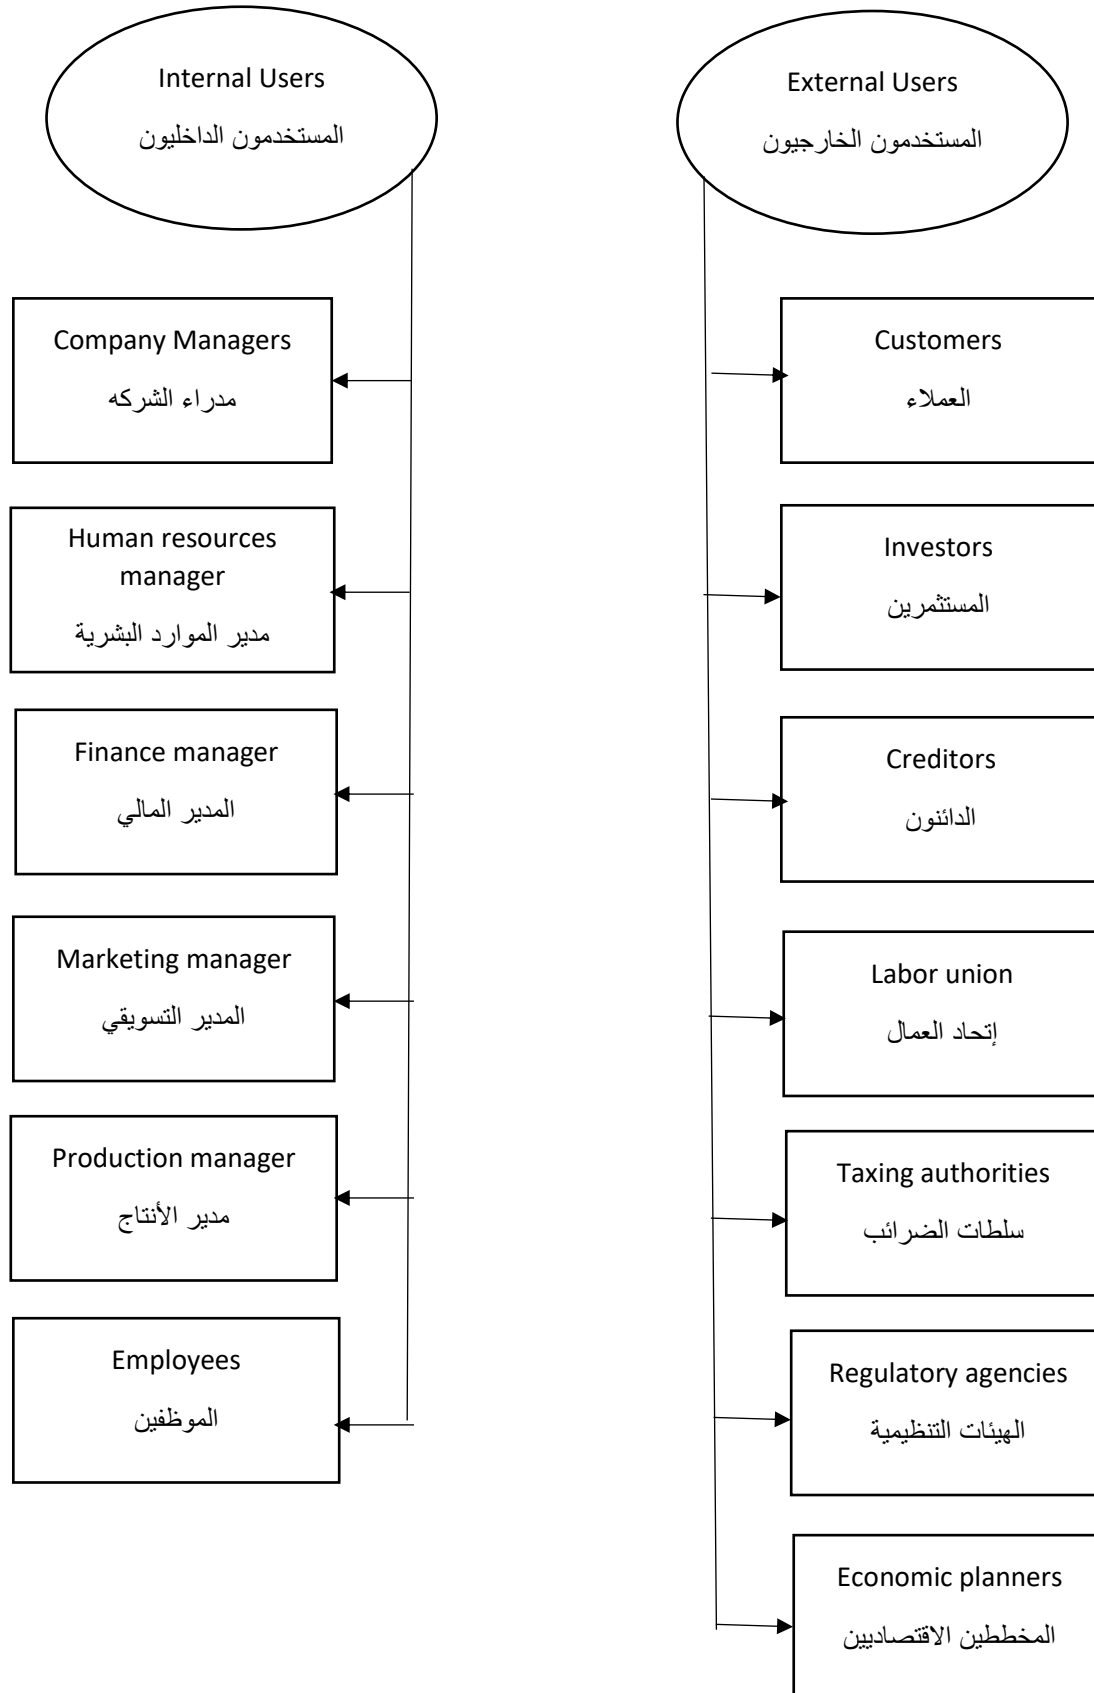 Internal Users
المستخدمون الداخليون
Company Managers
مدراء الشركه
Human resources
manager
مدير الموارد البشرية
Finance manager
المدير المالي
Marketing manager
المدير التسويقي
Production manager
مدير الأنتاج
Employees
الموظفين
External Users
المستخدمون الخارجيون
Customers
العملاء
Investors
المستثمرين
Creditors
الدائنون
Labor union
إتحاد العمال
Taxing authorities
سلطات الضرائب
Regulatory agencies
الهيئات التنظيمية
Economic planners
المخططين الاقتصاديين